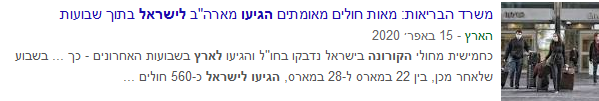 משרד הבריאות: מאות חולים מאומתים הגיעו מארה"ב לישראל בתוך שבועות
הארץ - 15 באפר׳ 2020
כחמישית מחולי הקורונה בישראל נדבקו בחו"ל והגיעו לארץ בשבועות האחרונים - כך ... בשבוע
שלאחר מכן, בין 22 במארס ל-28 במארס, הגיעו לישראל כ-560 חולים ...